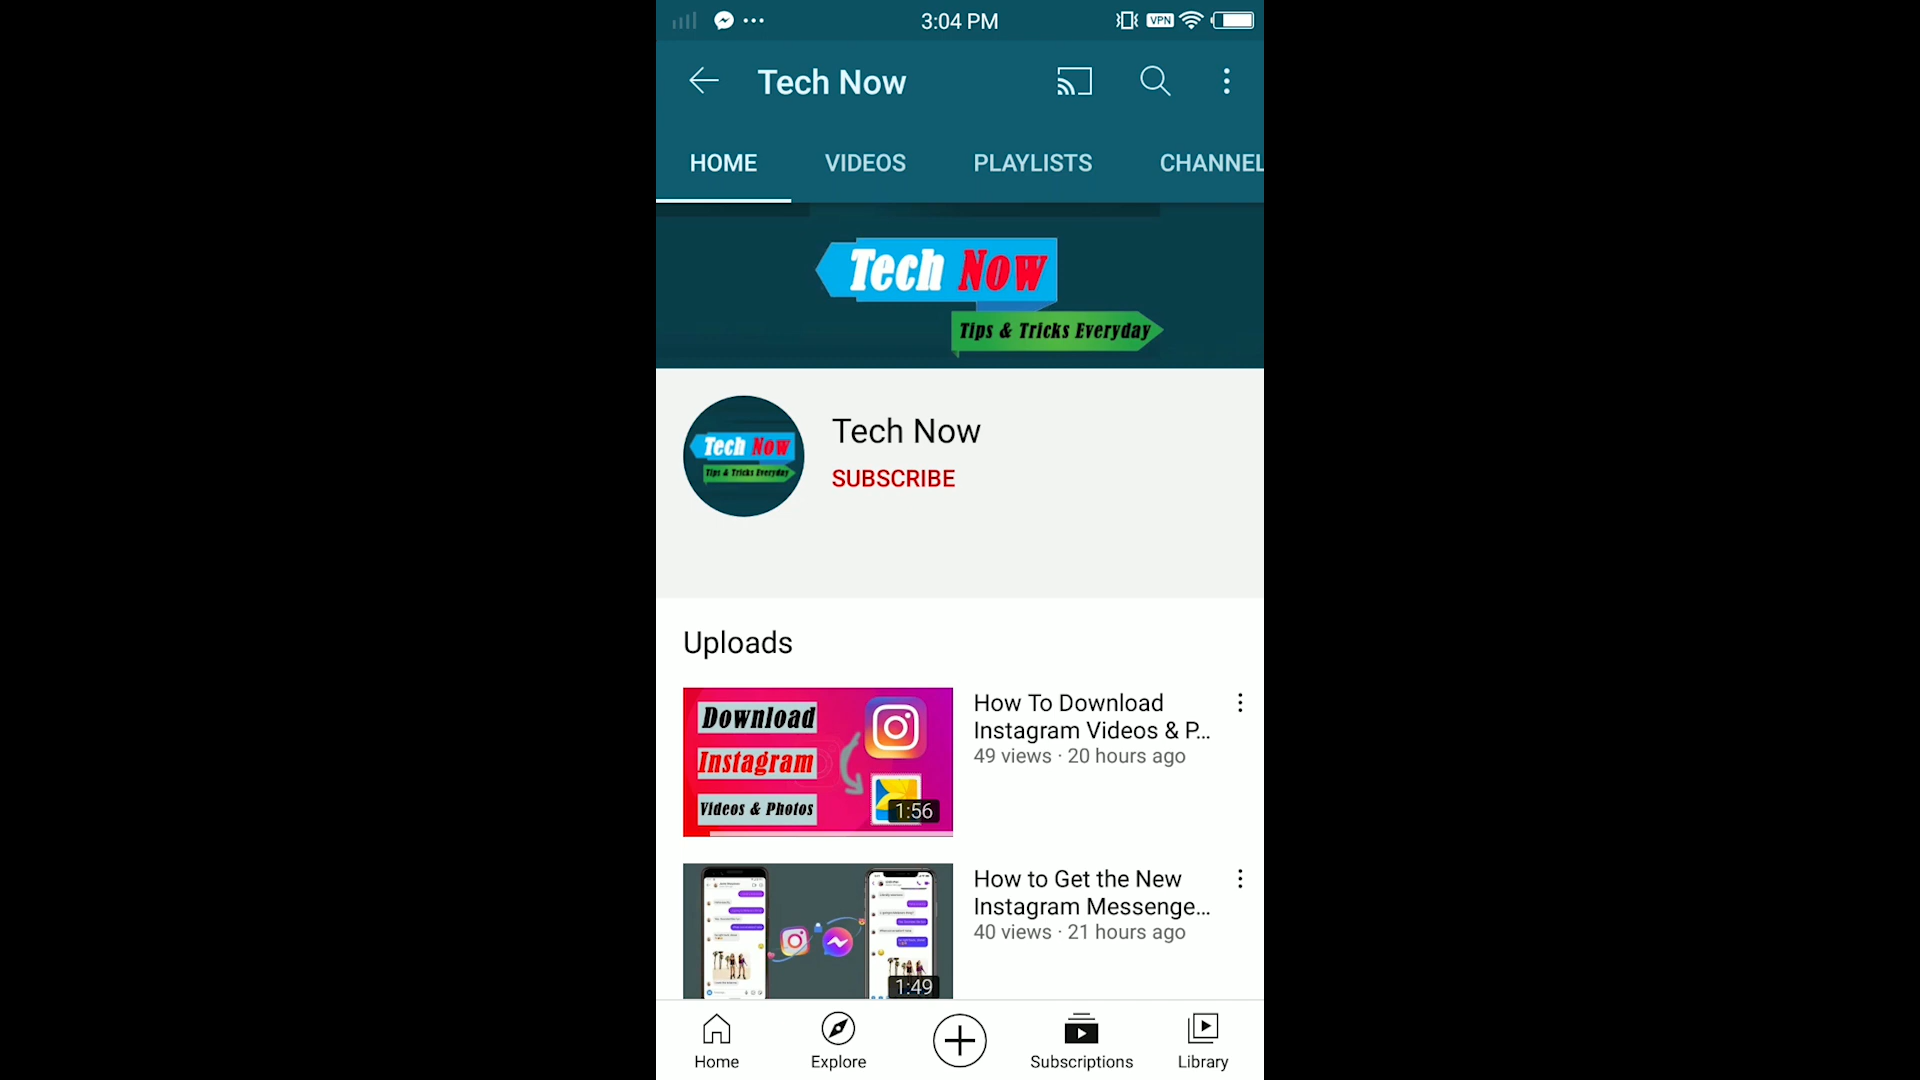 3:04 PM
VPN
Tech Now
HOME
VIDEOS
PLAYLISTS
CHANNEL
Tech Now
Tips & Tricks Everyday
Tech Now
Tips & Tricks Everyday
Tech Now
SUBSCRIBE
Uploads
Download
Instagram
Videos & Photos
1:56
How To Download
Instagram Videos & P...
49 views · 20 hours ago
1:49
How to Get the New
Instagram Messenge...
40 views · 21 hours ago
Home
Explore
Subscriptions
Library